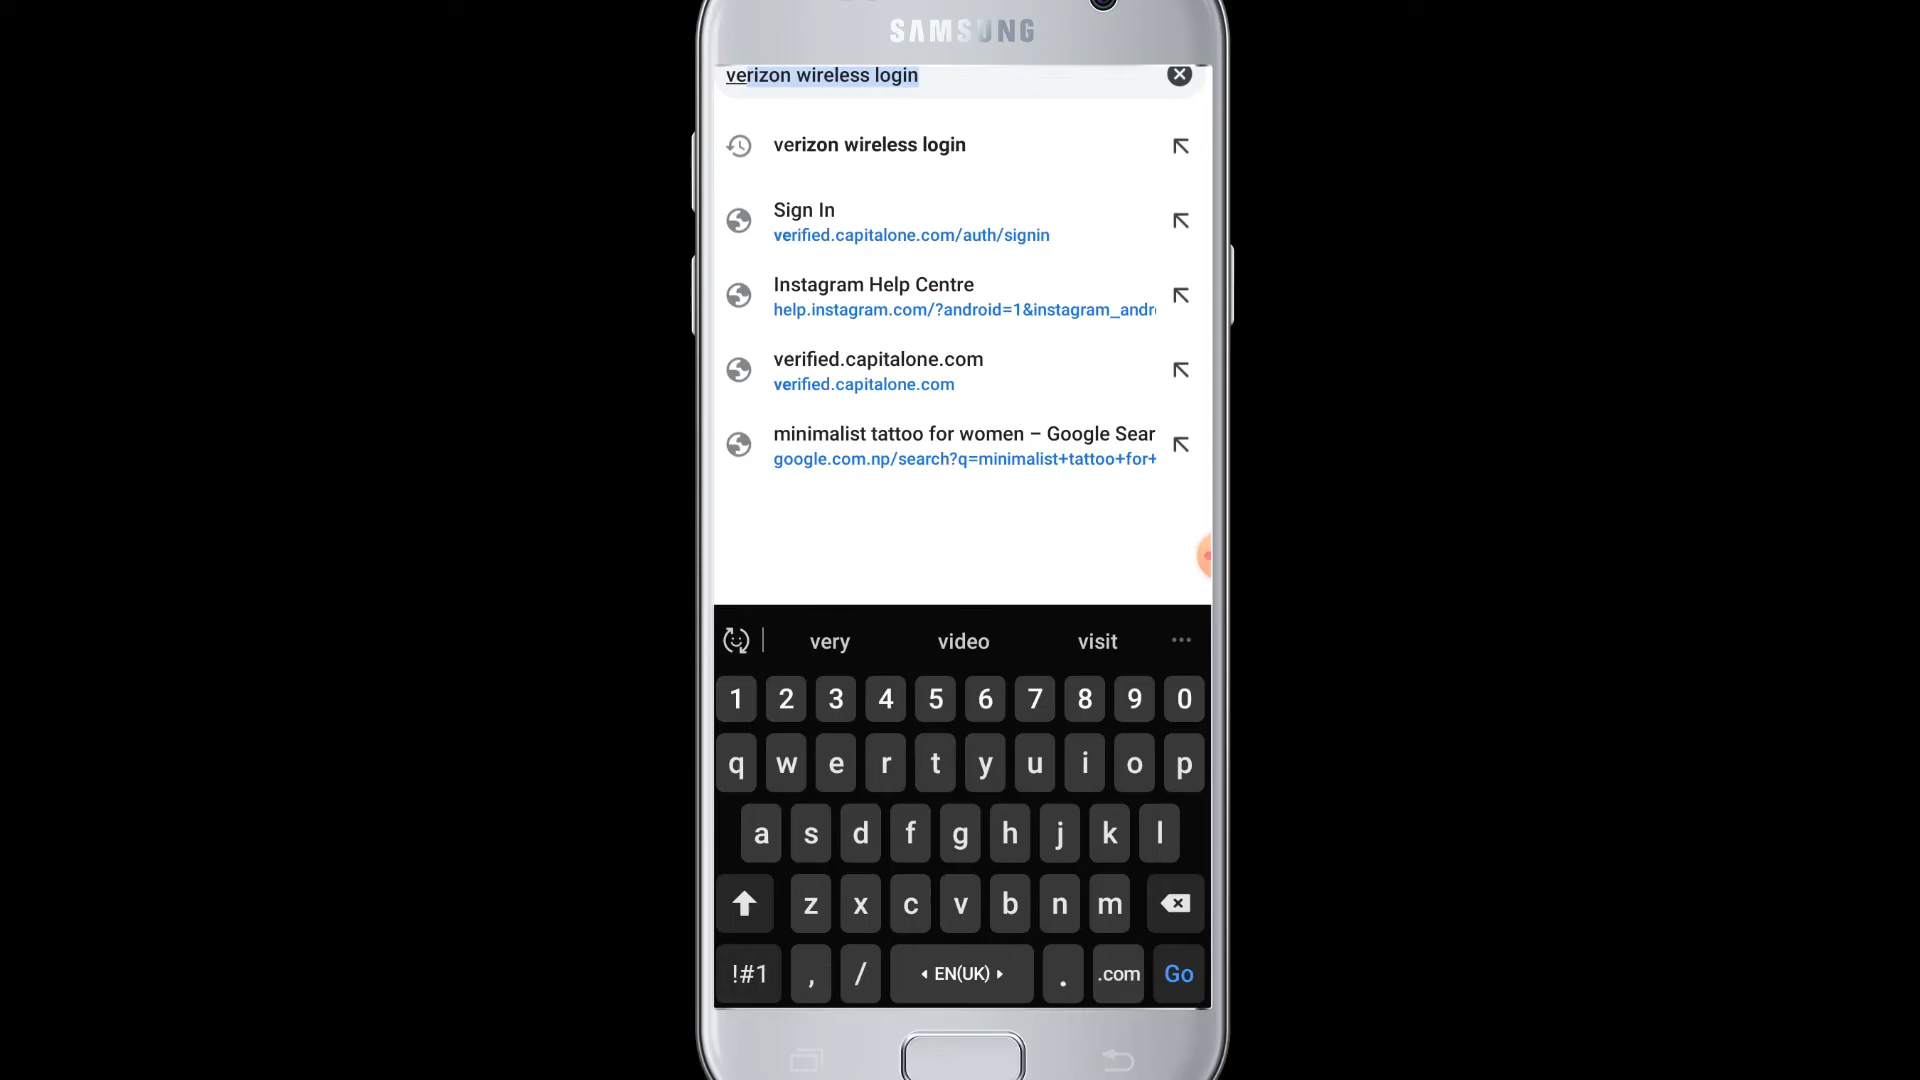 SAMSUNG
verizon wireless login
verizon wireless login
Sign In
verified.capitalone.com/auth/signin
Instagram Help Centre
help.instagram.com/?android=1&instagram_andr
verified.capitalone.com
verified.capitalone.com
minimalist tattoo for women – Google Sear
google.com.np/search?q=minimalist+tattoo+for+
very video visit ...
1 2 3 4 5 6 7 8 9 0
q w e r t y u i o p
a s d f g h j k l
z x c v b n m
!#1 , / EN(UK) . .com Go